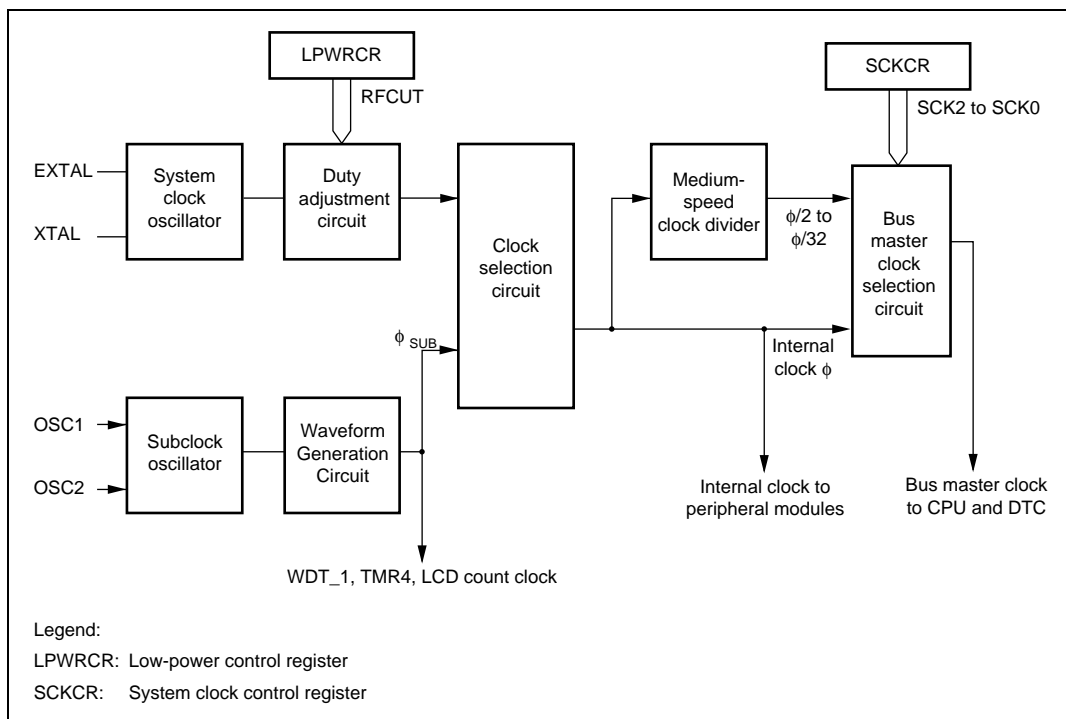 LPWRCR
RFCUT
SCKCR
SCK2 to SCK0
EXTAL
XTAL
System
clock
oscillator
Duty
adjustment
circuit
Clock
selection
circuit
Medium-
speed
clock divider
ϕ/2 to
ϕ/32
Bus
master
clock
selection
circuit
ϕ SUB
Internal
clock ϕ
OSC1
OSC2
Subclock
oscillator
Waveform
Generation
Circuit
Internal clock to
peripheral modules
Bus master clock
to CPU and DTC
WDT_1, TMR4, LCD count clock
Legend:
LPWRCR: Low-power control register
SCKCR: System clock control register